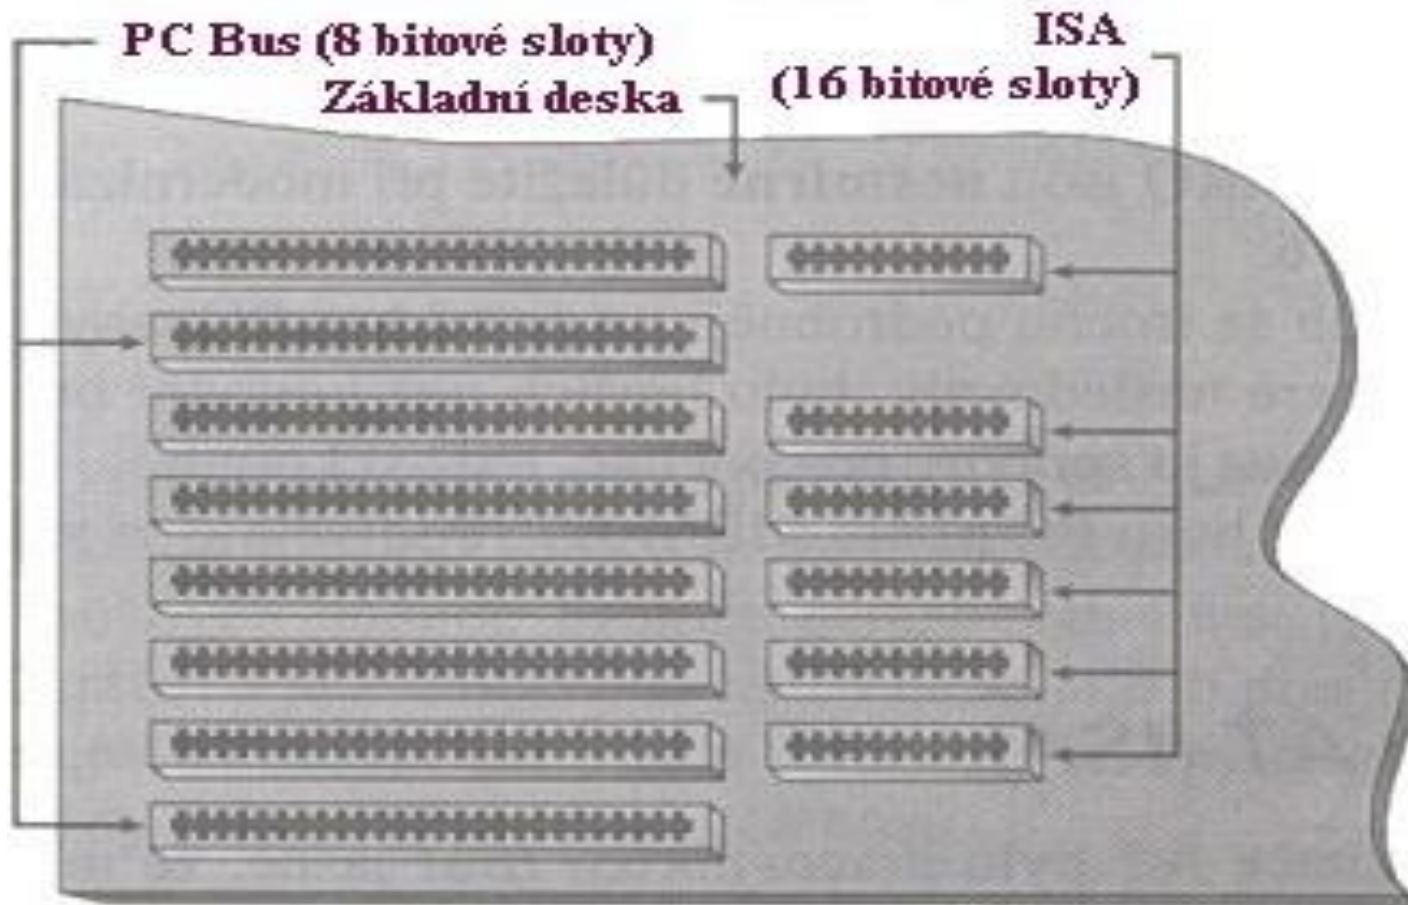 PC Bus (8 bitové sloty)
Základní deska
ISA
(16 bitové sloty)